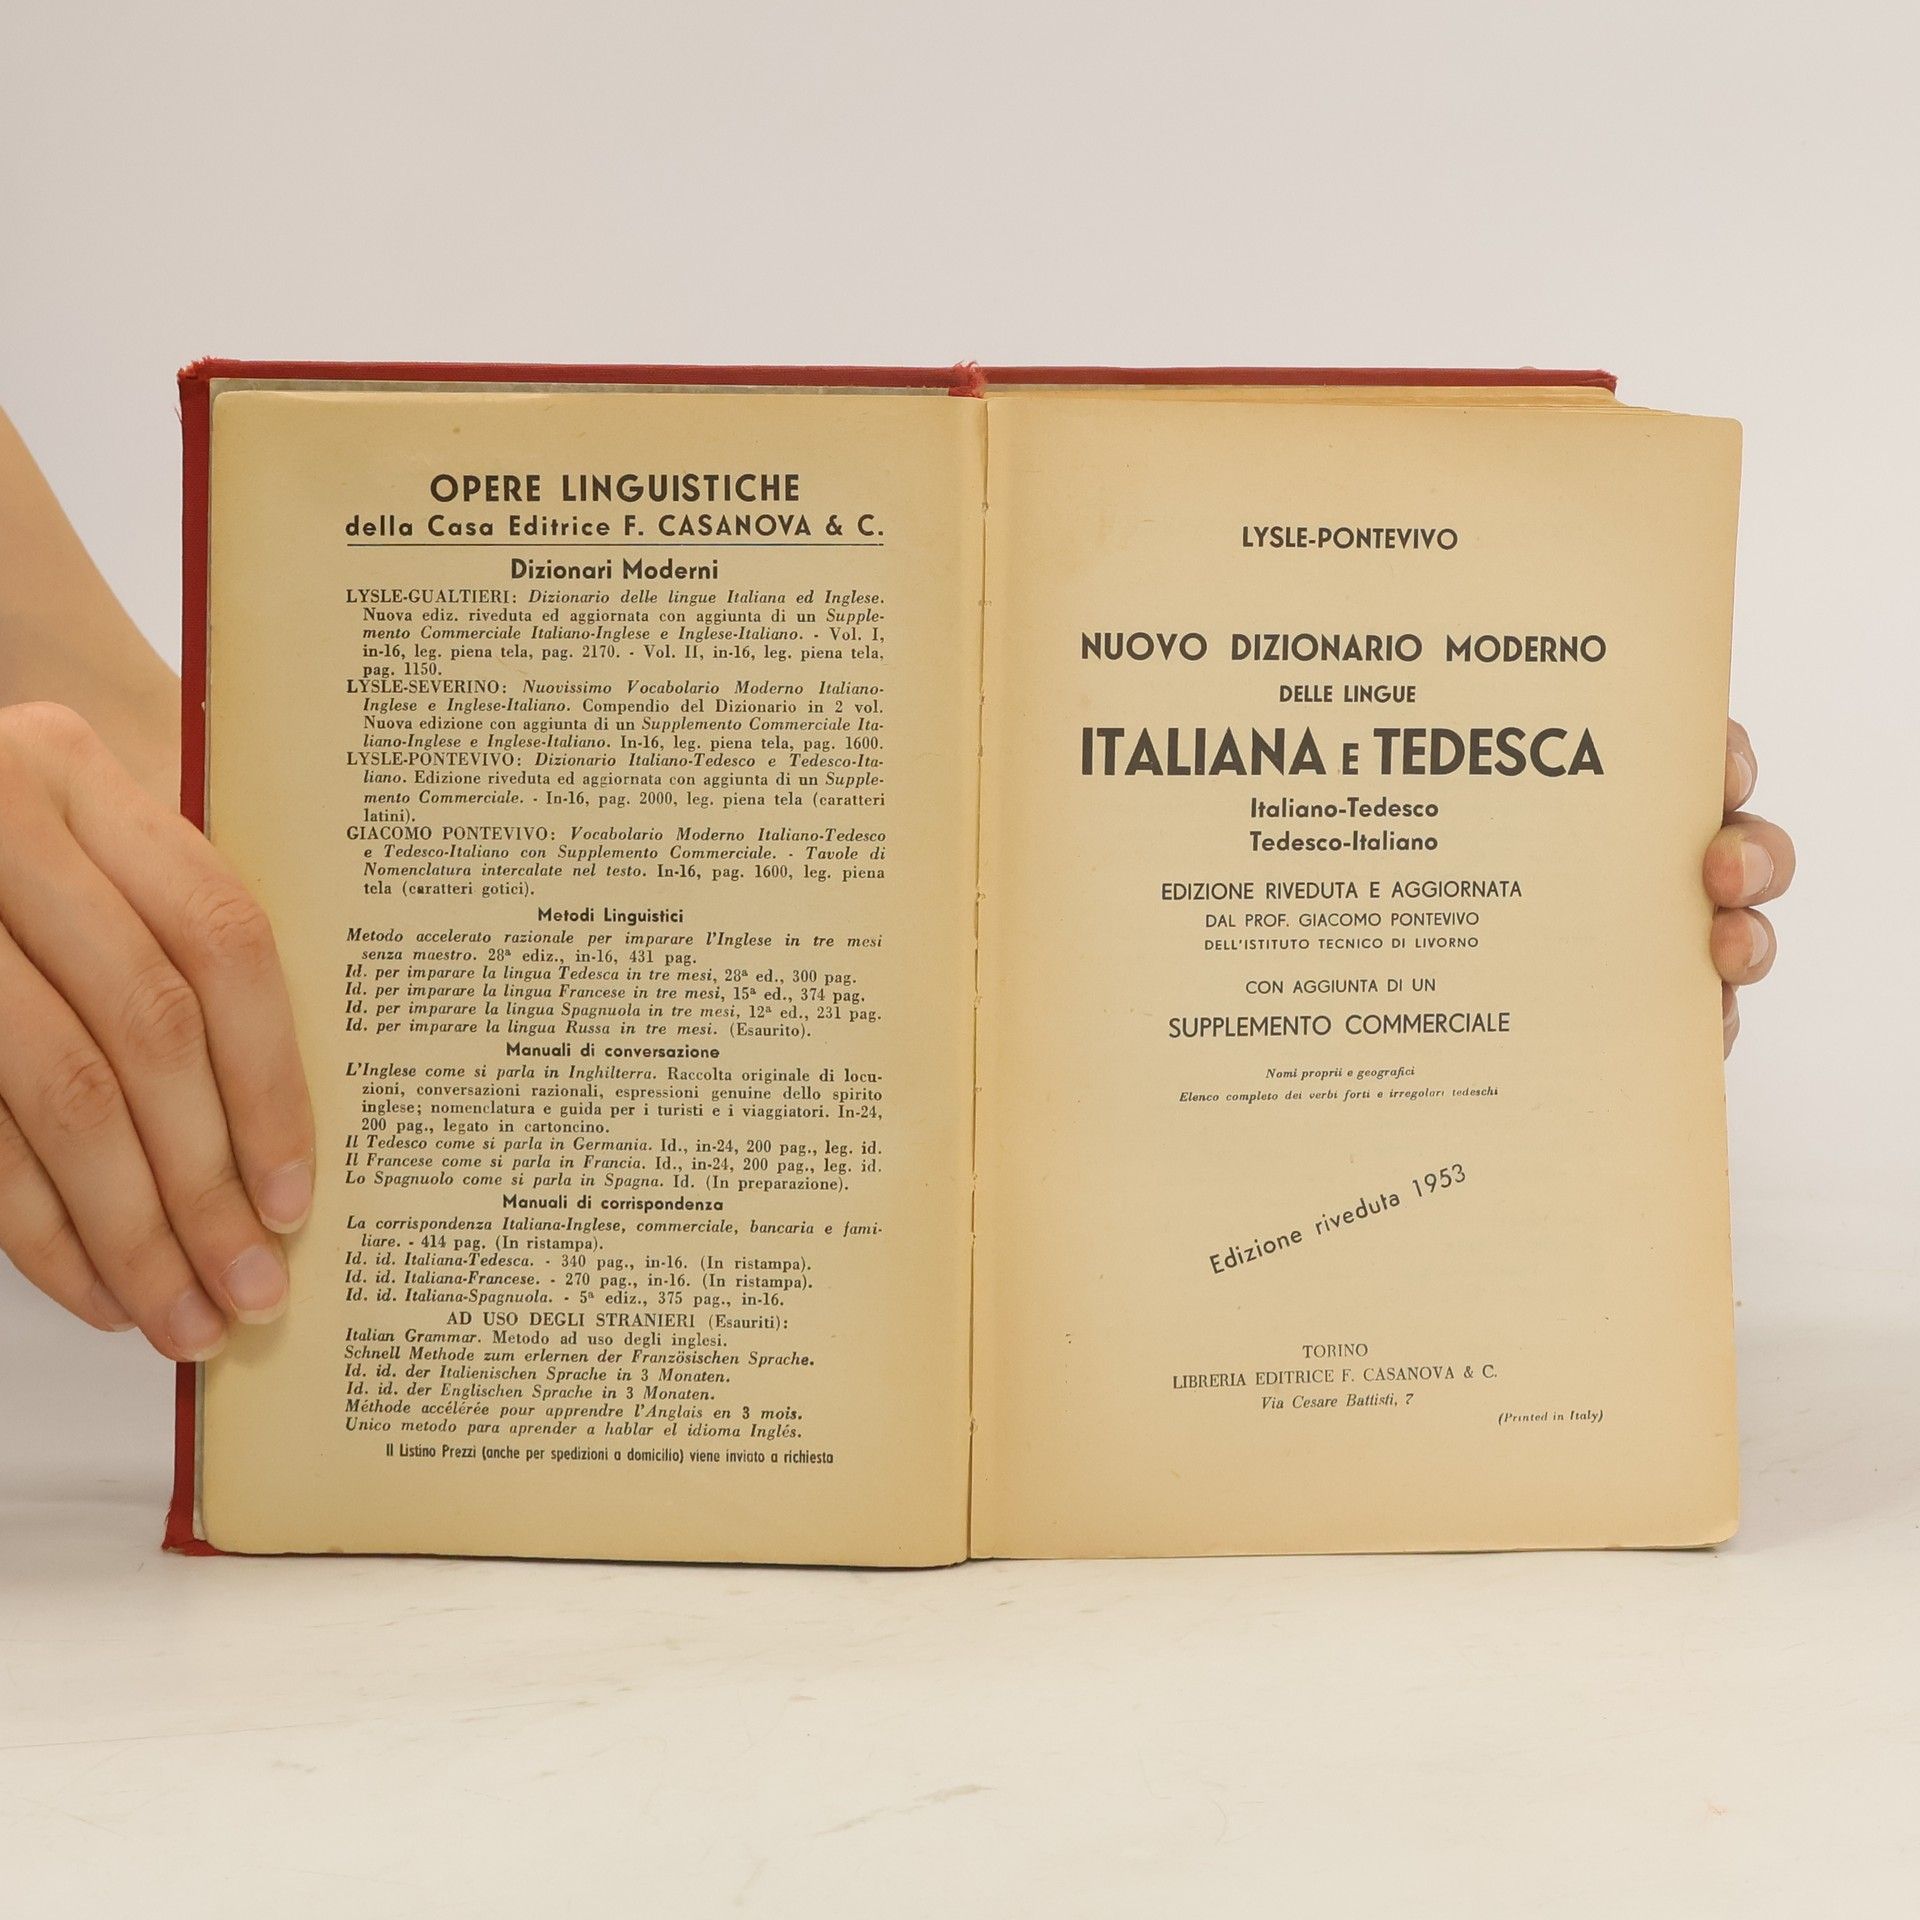 OPERE LINGUISTICHE
della Casa Editrice F. CASANOVA & C.
Dizionari Moderni
LYSLE-GUALTIERI: Dizionario delle lingue Italiana ed Inglese.
Nuova ediz. riveduta ed aggiornata con aggiunta di un Supple-
mento Commerciale Italiano-Inglese e Inglese-Italiano. - Vol. I,
in-16, leg. piena tela, pag. 2170. - Vol. II, in-16, leg. piena tela,
pag. 1150.
LYSLE-SEVERINO: Nuovissimo Vocabolario Moderno Italiano-
Inglese e Inglese-Italiano. Compendio del Dizionario in 2 vol.
Nuova edizione con aggiunta di un Supplemento Commerciale Ita-
liano-Inglese e Inglese-Italiano. In-16, leg. piena tela, pag. 1600.
LYSLE-PONTEVIVO: Dizionario Italiano-Tedesco e Tedesco-Ita-
liano. Edizione riveduta ed aggiornata con aggiunta di un Supple-
mento Commerciale. - In-16, pag. 2000, leg. piena tela (caratteri
latini).
GIACOMO PONTEVIVO: Vocabolario Moderno Italiano-Tedesco
e Tedesco-Italiano con Supplemento Commerciale. - Tavole di
Nomenclatura intercalate nel testo. In-16, pag. 1600, leg. piena
tela (caratteri gotici).
Metodi Linguistici
Metodo accelerato razionale per imparare l'Inglese in tre mesi
senza maestro. 28ª ediz., in-16, 431 pag.
Id. per imparare la lingua Tedesca in tre mesi, 28ª ed., 300 pag.
Id. per imparare la lingua Francese in tre mesi, 15ª ed., 374 pag.
Id. per imparare la lingua Spagnuola in tre mesi, 12ª ed., 231 pag.
Id. per imparare la lingua Russa in tre mesi. (Esaurito).
Manuali di conversazione
L'Inglese come si parla in Inghilterra. Raccolta originale di locu-
zioni, conversazioni razionali, espressioni genuine dello spirito
inglese; nomenclatura e guida per i turisti e i viaggiatori. In-24,
200 pag., legato in cartoncino.
Il Tedesco come si parla in Germania. Id., in-24, 200 pag., leg. id.
Il Francese come si parla in Francia. Id., in-24, 200 pag., leg. id.
Lo Spagnuolo come si parla in Spagna. Id. (In preparazione).
Manuali di corrispondenza
La corrispondenza Italiana-Inglese, commerciale, bancaria e fami-
liare. - 414 pag. (In ristampa).
Id. id. Italiana-Tedesca. - 340 pag., in-16. (In ristampa).
Id. id. Italiana-Francese. - 270 pag., in-16. (In ristampa).
Id. id. Italiana-Spagnuola. - 5ª ediz., 375 pag., in-16.
AD USO DEGLI STRANIERI (Esauriti):
Italian Grammar. Metodo ad uso degli inglesi.
Schnell Methode zum erlernen der Französischen Sprache.
Id. id. der Italienischen Sprache in 3 Monaten.
Id. id. der Englischen Sprache in 3 Monaten.
Méthode accélérée pour apprendre l'Anglais en 3 mois.
Unico metodo para aprender a hablar el idioma Inglés.
Il Listino Prezzi (anche per spedizioni a domicilio) viene inviato a richiesta
LYSLE-PONTEVIVO
NUOVO DIZIONARIO MODERNO
DELLE LINGUE
ITALIANA E TEDESCA
Italiano-Tedesco
Tedesco-Italiano
EDIZIONE RIVEDUTA E AGGIORNATA
DAL PROF. GIACOMO PONTEVIVO
DELL'ISTITUTO TECNICO DI LIVORNO
CON AGGIUNTA DI UN
SUPPLEMENTO COMMERCIALE
Nomi proprii e geografici
Elenco completo dei verbi forti e irregolari tedeschi
Edizione riveduta 1953
TORINO
LIBRERIA EDITRICE F. CASANOVA & C.
Via Cesare Battisti, 7
(Printed in Italy)